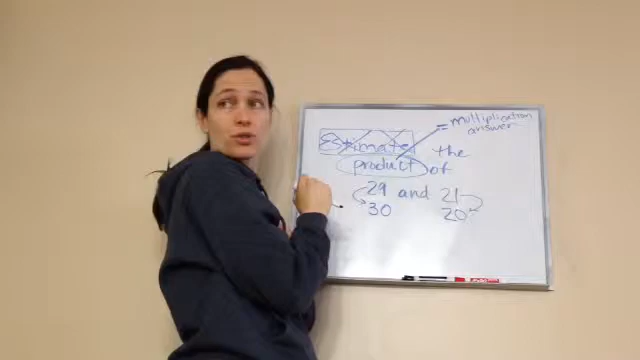 = multiplication
answer
Estimate the
product of
29 and 21
30 20